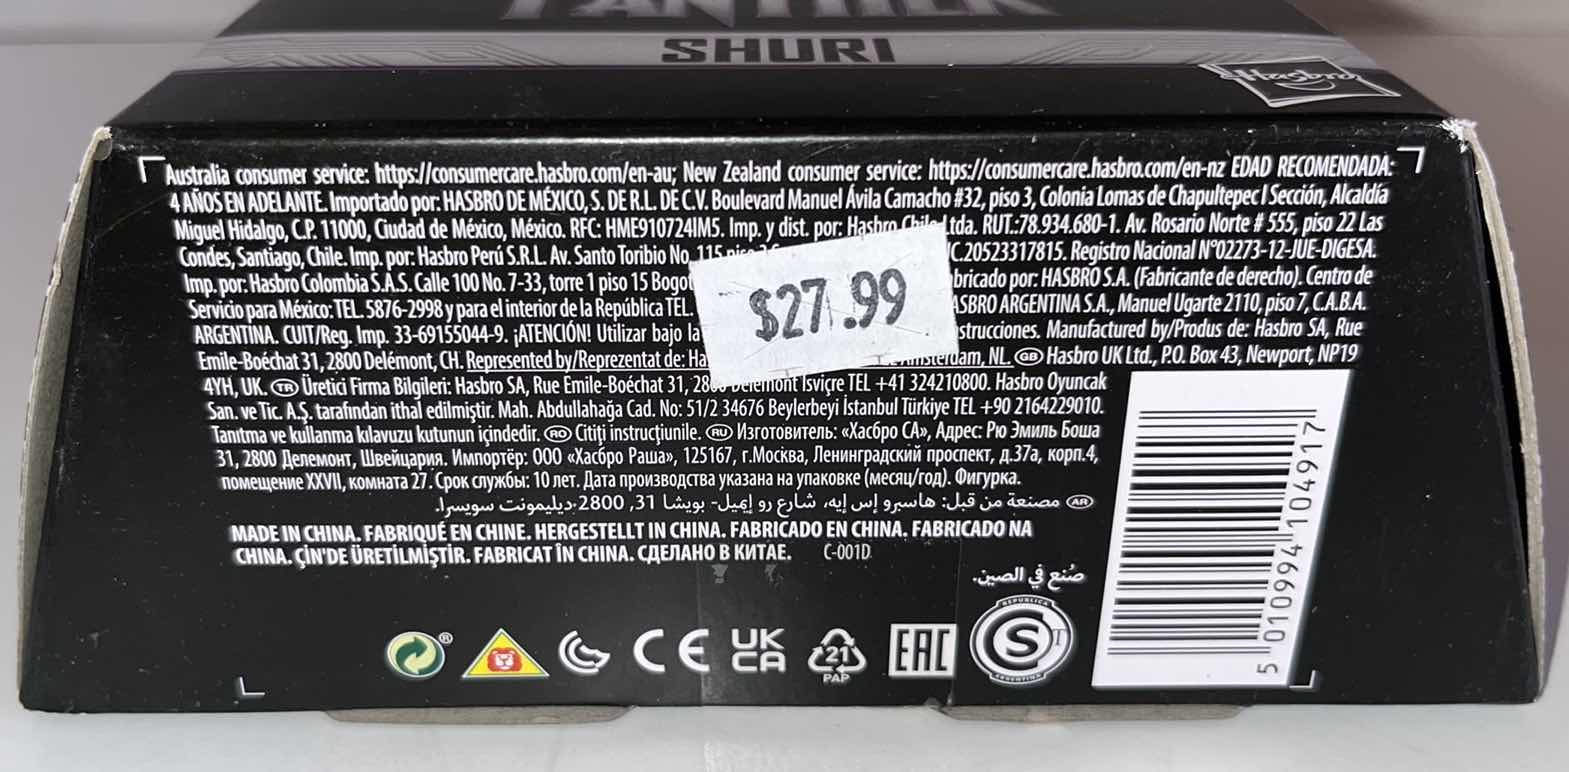 SHURI
Hasbro
Australia consumer service: https://consumercare.hasbro.com/en-au; New Zealand consumer service: https://consumercare.hasbro.com/en-nz EDAD RECOMENDADA:
4 AÑOS EN ADELANTE. Importado por: HASBRO DE MÉXICO, S. DE R.L. DE C.V. Boulevard Manuel Ávila Camacho #32, piso 3, Colonia Lomas de Chapultepec I Sección, Alcaldía
Miguel Hidalgo, C.P. 11000, Ciudad de México, México. RFC: HME910724IM5. Imp. y dist. por: Hasbro Chile Ltda. RUT.:78.934.680-1. Av. Rosario Norte # 555, piso 22 Las
Condes, Santiago, Chile. Imp. por: Hasbro Perú S.R.L. Av. Santo Toribio No. 115 C.20523317815. Registro Nacional N°02273-12-JUE-DIGESA.
Imp. por: Hasbro Colombia S.A.S. Calle 100 No. 7-33, torre 1 piso 15 Bogot bricado por: HASBRO S.A. (Fabricante de derecho). Centro de
Servicio para México: TEL. 5876-2998 y para el interior de la República TEL. ASBRO ARGENTINA S.A., Manuel Ugarte 2110, piso 7, C.A.B.A.
ARGENTINA. CUIT/Reg. Imp. 33-69155044-9. ¡ATENCIÓN! Utilizar bajo la strucciones. Manufactured by/Produs de: Hasbro SA, Rue
Emile-Boéchat 31, 2800 Delémont, CH. Represented by/Reprezentat de: Ha Amsterdam, NL. GB Hasbro UK Ltd., P.O. Box 43, Newport, NP19
4YH, UK. TR Üretici Firma Bilgileri: Hasbro SA, Rue Emile-Boéchat 31, 2800 Delémont İsviçre TEL +41 324210800. Hasbro Oyuncak
San. ve Tic. A.Ş. tarafından ithal edilmiştir. Mah. Abdullahağa Cad. No: 51/2 34676 Beylerbeyi İstanbul Türkiye TEL +90 2164229010.
Tanıtma ve kullanma kılavuzu kutunun içindedir. RO Citiți instrucțiunile. RU Изготовитель: «Хасбро СА», Адрес: Рю Эмиль Боша
31, 2800 Делемонт, Швейцария. Импортёр: ООО «Хасбро Раша», 125167, г.Москва, Ленинградский проспект, д.37а, корп.4,
помещение XXVII, комната 27. Срок службы: 10 лет. Дата производства указана на упаковке (месяц/год). Фигурка.
AR مصنعة من قبل: هاسبرو إس إيه، شارع رو إميل- بويشا 31, 2800-ديليمونت سويسرا.
MADE IN CHINA. FABRIQUÉ EN CHINE. HERGESTELLT IN CHINA. FABRICADO EN CHINA. FABRICADO NA
CHINA. ÇİN'DE ÜRETİLMİŞTİR. FABRICAT ÎN CHINA. СДЕЛАНО В КИТАЕ. C-001D
صُنع في الصين.
$27.99
CE UK CA 21 PAP EAC
REPUBLICA S T ARGENTINA
5 010994 104917